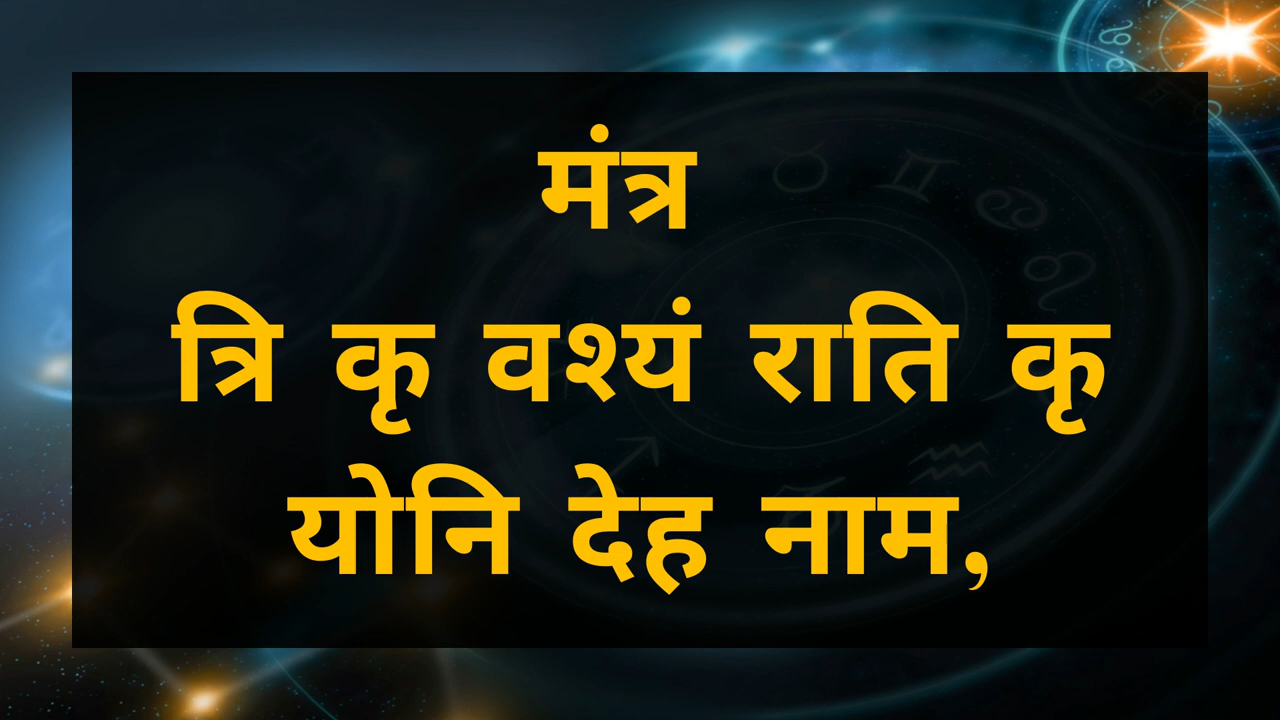 मंत्र
त्रि कृ वश्यं राति कृ
योनि देह नाम,